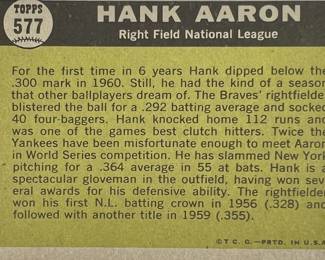 TOPPS
577
HANK AARON
Right Field National League
For the first time in 6 years Hank dipped below the
.300 mark in 1960. Still, he had the kind of a season
that other ballplayers dream of. The Braves' rightfielder
blistered the ball for a .292 batting average and socked
40 four-baggers. Hank knocked home 112 runs and
was one of the games best clutch hitters. Twice the
Yankees have been misfortunate enough to meet Aaron
in World Series competition. He has slammed New York
pitching for a .364 average in 55 at bats. Hank is a
spectacular gloveman in the outfield, having won sev-
eral awards for his defensive ability. The rightfielder
won his first N.L. batting crown in 1956 (.328) and
followed with another title in 1959 (.355).
© T. C. G.—PRTD. IN U.S.A.